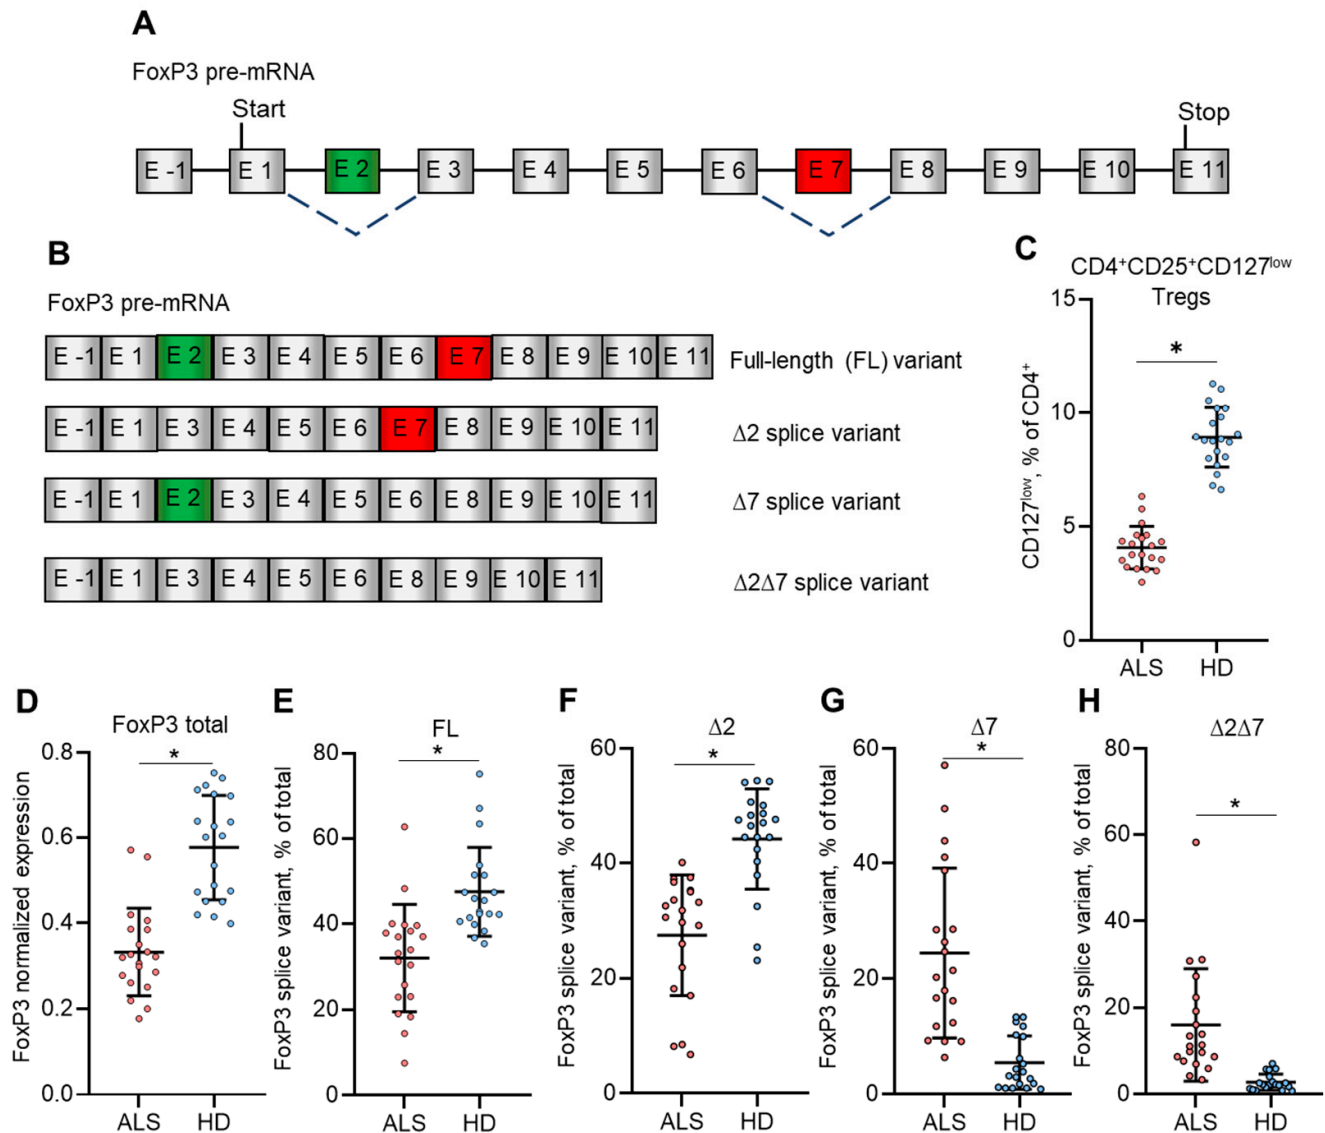 A
FoxP3 pre-mRNA
Start
Stop
E -1 E 1 E 2 E 3 E 4 E 5 E 6 E 7 E 8 E 9 E 10 E 11
B
FoxP3 pre-mRNA
E -1 E 1 E 2 E 3 E 4 E 5 E 6 E 7 E 8 E 9 E 10 E 11 Full-length (FL) variant
E -1 E 1 E 3 E 4 E 5 E 6 E 7 E 8 E 9 E 10 E 11 Δ2 splice variant
E -1 E 1 E 2 E 3 E 4 E 5 E 6 E 8 E 9 E 10 E 11 Δ7 splice variant
E -1 E 1 E 3 E 4 E 5 E 6 E 8 E 9 E 10 E 11 Δ2Δ7 splice variant
C
CD4⁺CD25⁺CD127ˡᵒʷ
Tregs
CD127ˡᵒʷ, % of CD4⁺
15
10
5
0
*
ALS HD
D
FoxP3 total
FoxP3 normalized expression
0.8
0.6
0.4
0.2
0.0
*
ALS HD
E
FL
FoxP3 splice variant, % of total
80
60
40
20
0
*
ALS HD
F
Δ2
FoxP3 splice variant, % of total
60
40
20
0
*
ALS HD
G
Δ7
FoxP3 splice variant, % of total
60
40
20
0
*
ALS HD
H
Δ2Δ7
FoxP3 splice variant, % of total
80
60
40
20
0
*
ALS HD